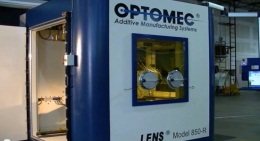 OPTOMEC®
Additive Manufacturing Systems
LENS® Model 850-R